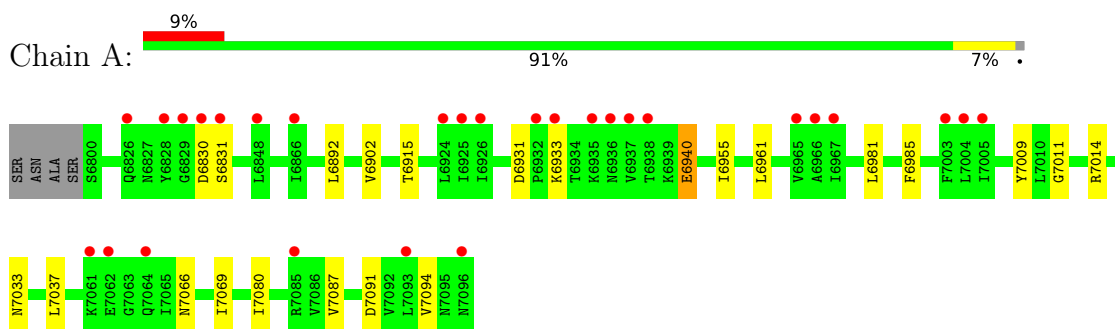 9%
Chain A:
91% 7% •
SER ASN ALA SER S6800 Q6826 N6827 Y6828 G6829 D6830 S6831 L6848 I6866 L6892 V6902 T6915 L6924 I6925 I6926 D6931 P6932 K6933 T6934 K6935 N6936 V6937 T6938 K6939 E6940 I6955 L6961 V6965 A6966 I6967 L6981 F6985 F7003 L7004 I7005 Y7009 L7010 G7011 R7014
N7033 L7037 K7061 E7062 G7063 Q7064 I7065 N7066 I7069 I7080 R7085 V7086 V7087 D7091 V7092 L7093 V7094 N7095 N7096